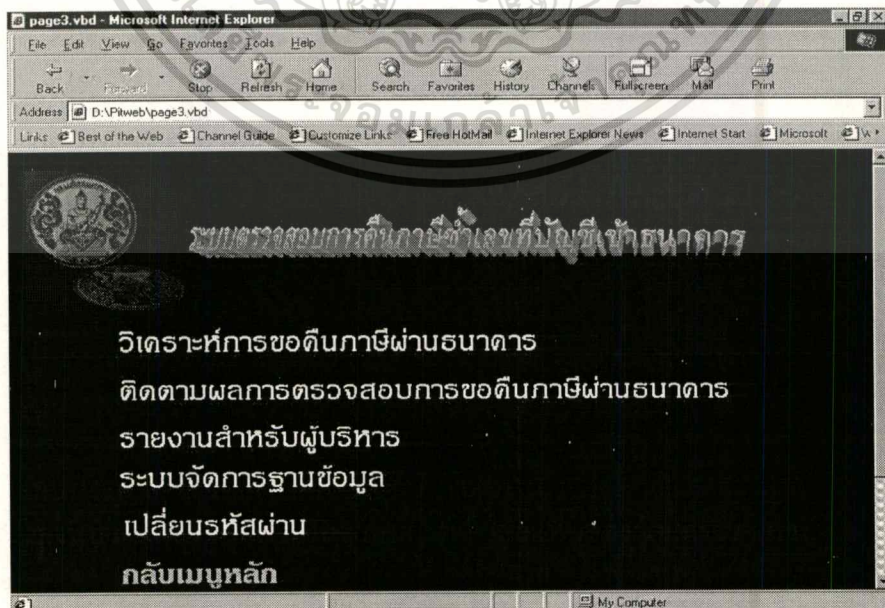 page3.vbd - Microsoft Internet Explorer
File Edit View Go Favorites Tools Help
Back Forward Stop Refresh Home Search Favorites History Channels Fullscreen Mail Print
Address D:\Pitweb\page3.vbd
Links Best of the Web Channel Guide Customize Links Free HotMail Internet Explorer News Internet Start Microsoft
ระบบตรวจสอบการคืนภาษีซ้ำเลขที่บัญชีเข้าธนาคาร
วิเคราะห์การขอคืนภาษีผ่านธนาคาร
ติดตามผลการตรวจสอบการขอคืนภาษีผ่านธนาคาร
รายงานสำหรับผู้บริหาร
ระบบจัดการฐานข้อมูล
เปลี่ยนรหัสผ่าน
กลับเมนูหลัก
My Computer